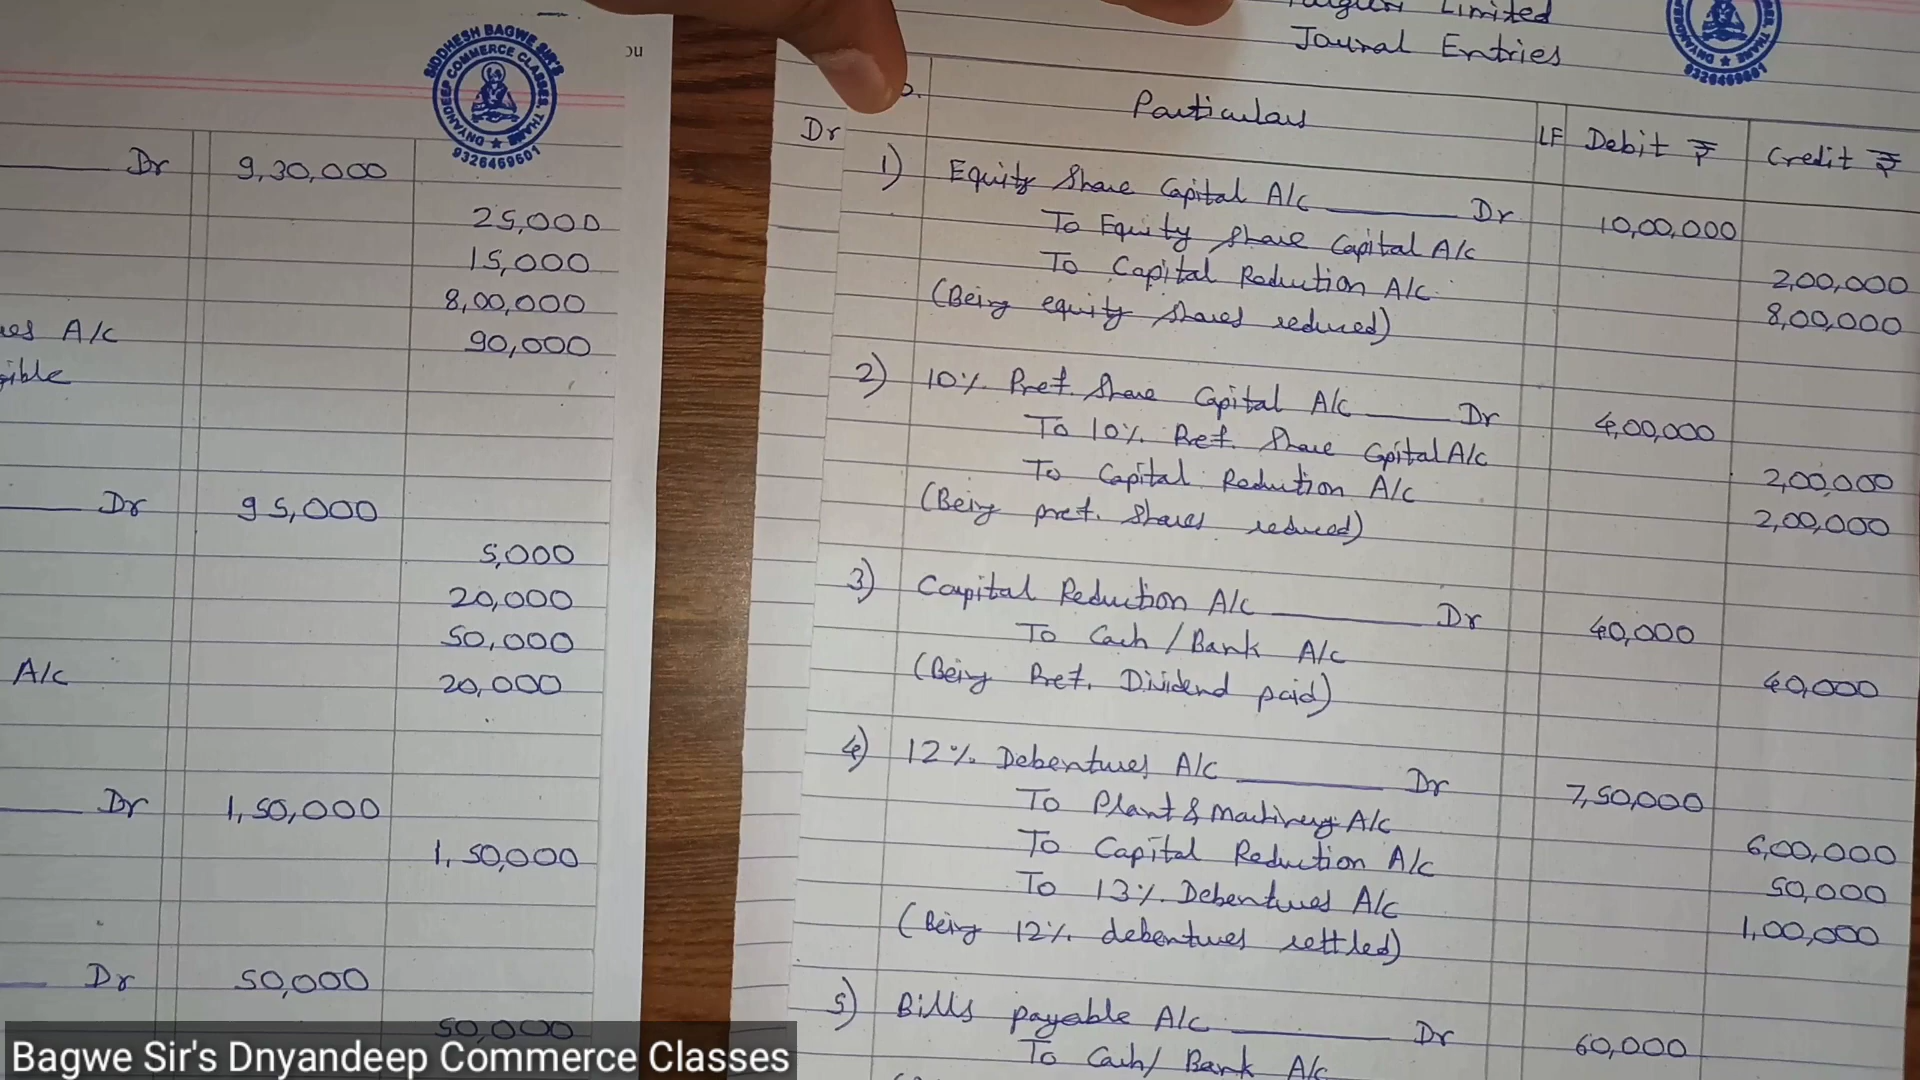 ou
SIDDHESH BAGWE SIR'S
DNYANDEEP COMMERCE CLASSES, THANE
9326469601
Dr 9,30,000
25,000
15,000
8,00,000
A/c 90,000
Dr 95,000
5,000
20,000
50,000
A/c 20,000
Dr 1,50,000
1,50,000
Dr 50,000
50,000
Limited
Joural Entries
9326469601
Particulars LF Debit ₹ Credit ₹
Dr
1) Equity Share Capital A/c Dr 10,00,000
To Equity Share Capital A/c 2,00,000
To Capital Reduction A/c 8,00,000
(Being equity shares reduced)
2) 10% Pref. Share Capital A/c Dr 4,00,000
To 10% Pref. Share Capital A/c 2,00,000
To Capital Reduction A/c 2,00,000
(Being pref. shares reduced)
3) Capital Reduction A/c Dr 40,000
To Cash / Bank A/c 40,000
(Being Pref. Dividend paid)
4) 12% Debentures A/c Dr 7,50,000
To Plant & Machinery A/c 6,00,000
To Capital Reduction A/c 50,000
To 13% Debentures A/c 1,00,000
(Being 12% debentures settled)
5) Bills payable A/c Dr 60,000
To Cash/ Bank A/c
Bagwe Sir's Dnyandeep Commerce Classes